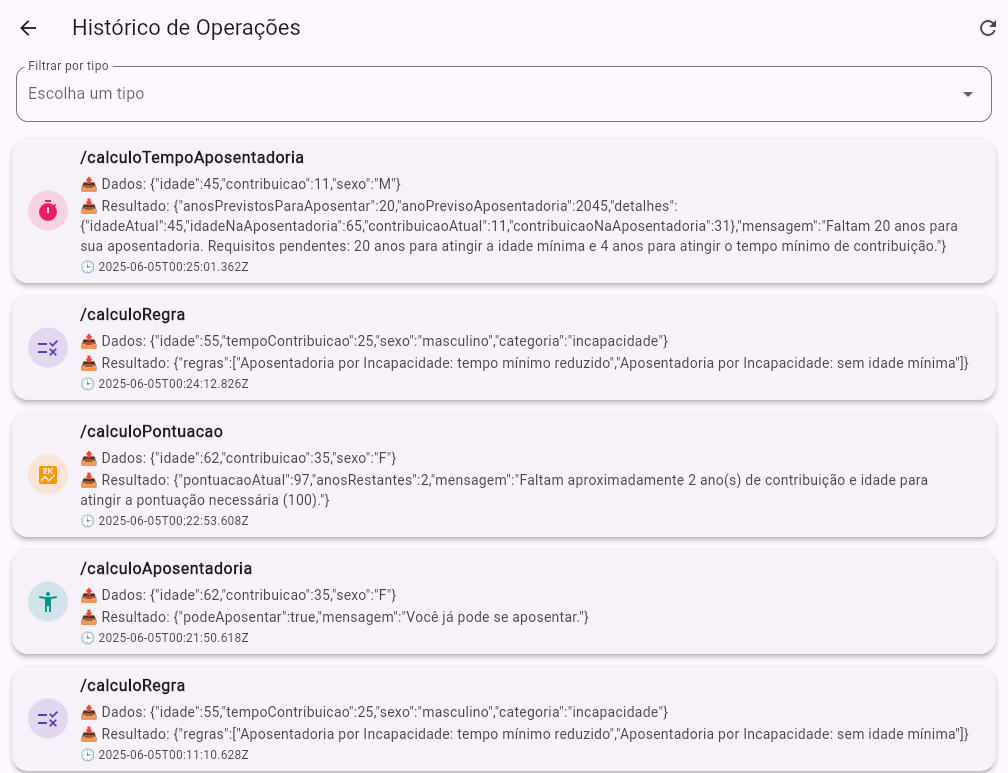 Histórico de Operações
Filtrar por tipo
Escolha um tipo
/calculoTempoAposentadoria
📤 Dados: {"idade":45,"contribuicao":11,"sexo":"M"}
📥 Resultado: {"anosPrevistosParaAposentar":20,"anoPrevisoAposentadoria":2045,"detalhes":
{"idadeAtual":45,"idadeNaAposentadoria":65,"contribuicaoAtual":11,"contribuicaoNaAposentadoria":31},"mensagem":"Faltam 20 anos para
sua aposentadoria. Requisitos pendentes: 20 anos para atingir a idade mínima e 4 anos para atingir o tempo mínimo de contribuição."}
🕒 2025-06-05T00:25:01.362Z
/calculoRegra
📤 Dados: {"idade":55,"tempoContribuicao":25,"sexo":"masculino","categoria":"incapacidade"}
📥 Resultado: {"regras":["Aposentadoria por Incapacidade: tempo mínimo reduzido","Aposentadoria por Incapacidade: sem idade mínima"]}
🕒 2025-06-05T00:24:12.826Z
/calculoPontuacao
📤 Dados: {"idade":62,"contribuicao":35,"sexo":"F"}
📥 Resultado: {"pontuacaoAtual":97,"anosRestantes":2,"mensagem":"Faltam aproximadamente 2 ano(s) de contribuição e idade para
atingir a pontuação necessária (100)."}
🕒 2025-06-05T00:22:53.608Z
/calculoAposentadoria
📤 Dados: {"idade":62,"contribuicao":35,"sexo":"F"}
📥 Resultado: {"podeAposentar":true,"mensagem":"Você já pode se aposentar."}
🕒 2025-06-05T00:21:50.618Z
/calculoRegra
📤 Dados: {"idade":55,"tempoContribuicao":25,"sexo":"masculino","categoria":"incapacidade"}
📥 Resultado: {"regras":["Aposentadoria por Incapacidade: tempo mínimo reduzido","Aposentadoria por Incapacidade: sem idade mínima"]}
🕒 2025-06-05T00:11:10.628Z